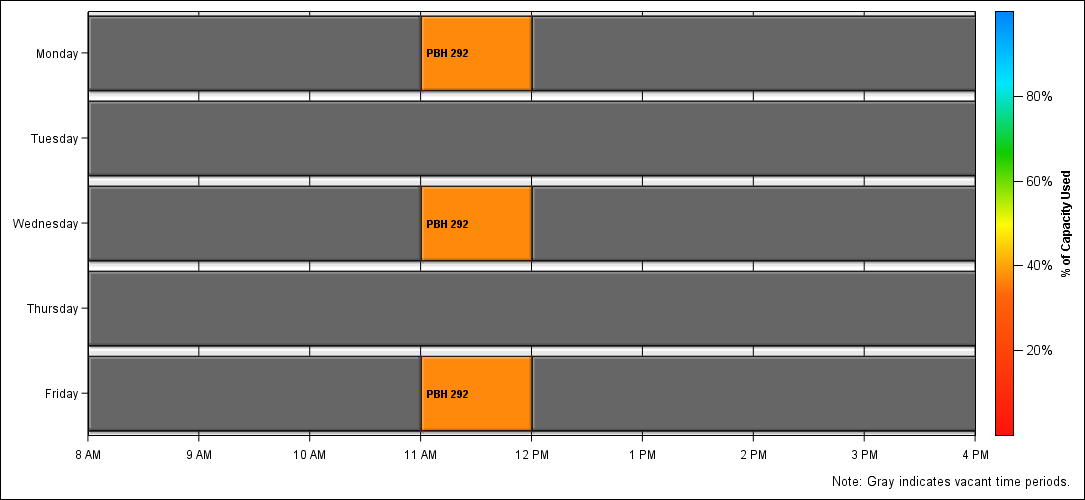 Monday
PBH 292
Tuesday
Wednesday
PBH 292
Thursday
Friday
PBH 292
8 AM 9 AM 10 AM 11 AM 12 PM 1 PM 2 PM 3 PM 4 PM
80%
60%
40%
20%
% of Capacity Used
Note: Gray indicates vacant time periods.